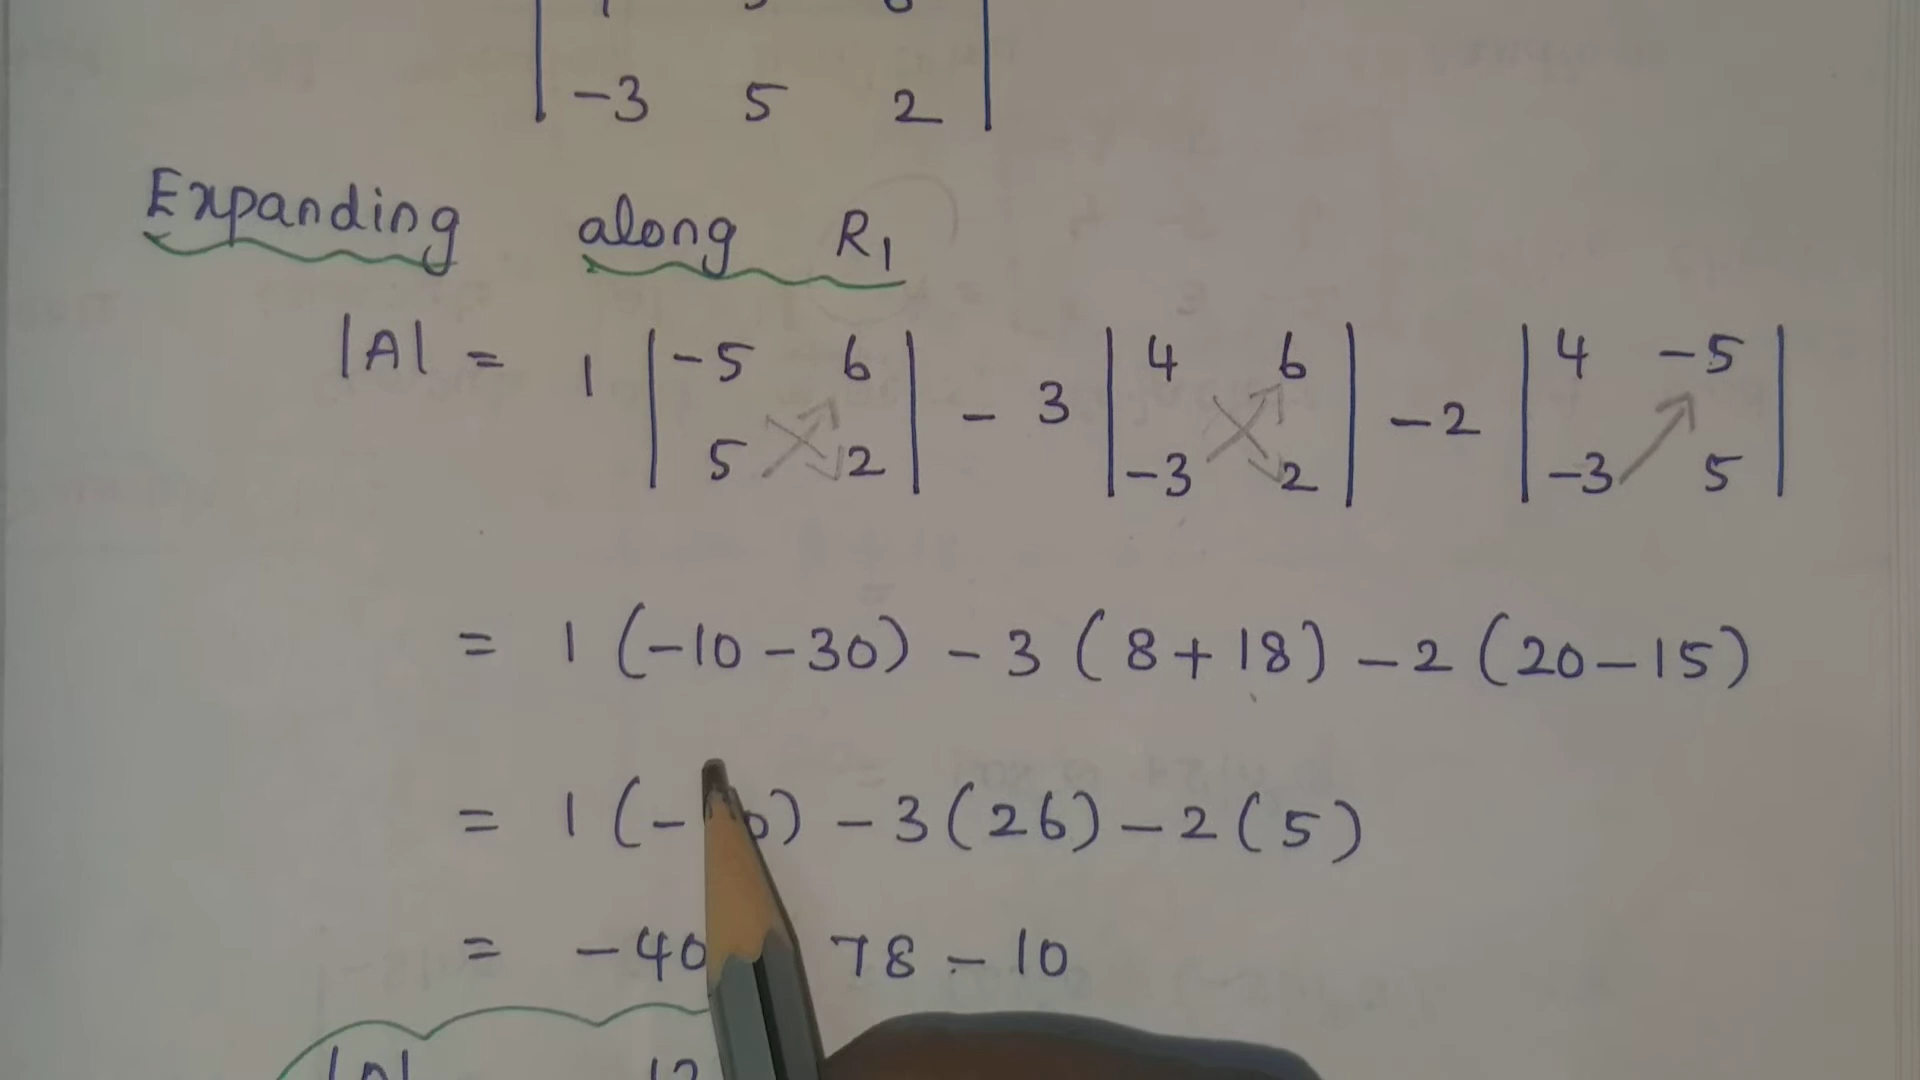 -3 5 2
Expanding along R₁
|A| = 1 |-5 6| - 3 |4 6| -2 |4 -5|
5 2 -3 2 -3 5
= 1 (-10 -30) - 3 (8+18) -2 (20-15)
= 1 (- 0) -3(26) -2(5)
= -40 78 - 10
|A| 12